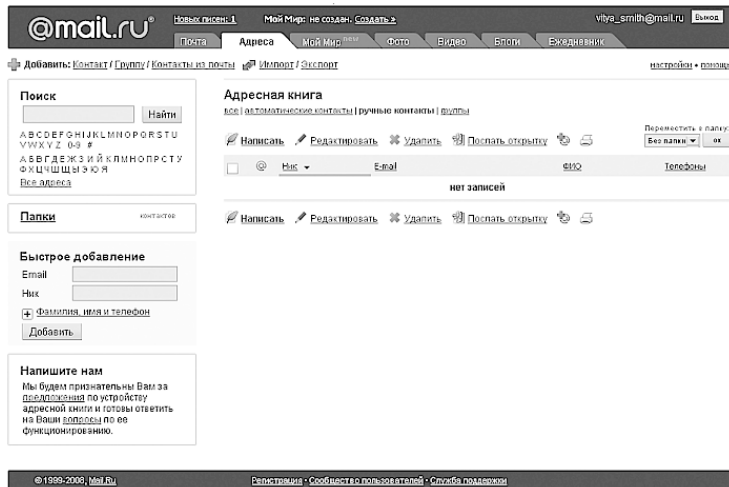 @mail.ru®
Новых писем: 1 Мой Мир: не создан. Создать > vitya_smith@mail.ru Выход
Почта Адреса Мой Мир new Фото Видео Блоги Ежедневник
Добавить: Контакт / Группу / Контакты из почты Импорт / Экспорт настройки • помощь
Поиск
Найти
A B C D E F G H I J K L M N O P Q R S T U
V W X Y Z 0-9 #
А Б В Г Д Е Ж З И Й К Л М Н О П Р С Т У
Ф Х Ц Ч Ш Щ Ы Э Ю Я
Все адреса
Папки контактов
Быстрое добавление
Email
Ник
Фамилия, имя и телефон
Добавить
Напишите нам
Мы будем признательны Вам за
предложения по устройству
адресной книги и готовы ответить
на Ваши вопросы по ее
функционированию.
Адресная книга
все | автоматические контакты | ручные контакты | группы
Написать Редактировать Удалить Послать открытку
Переместить в папку:
Без папки ок
@ Ник E-mail ФИО Телефоны
нет записей
Написать Редактировать Удалить Послать открытку
©1999-2008, Mail.Ru Регистрация · Сообщество пользователей · Служба поддержки